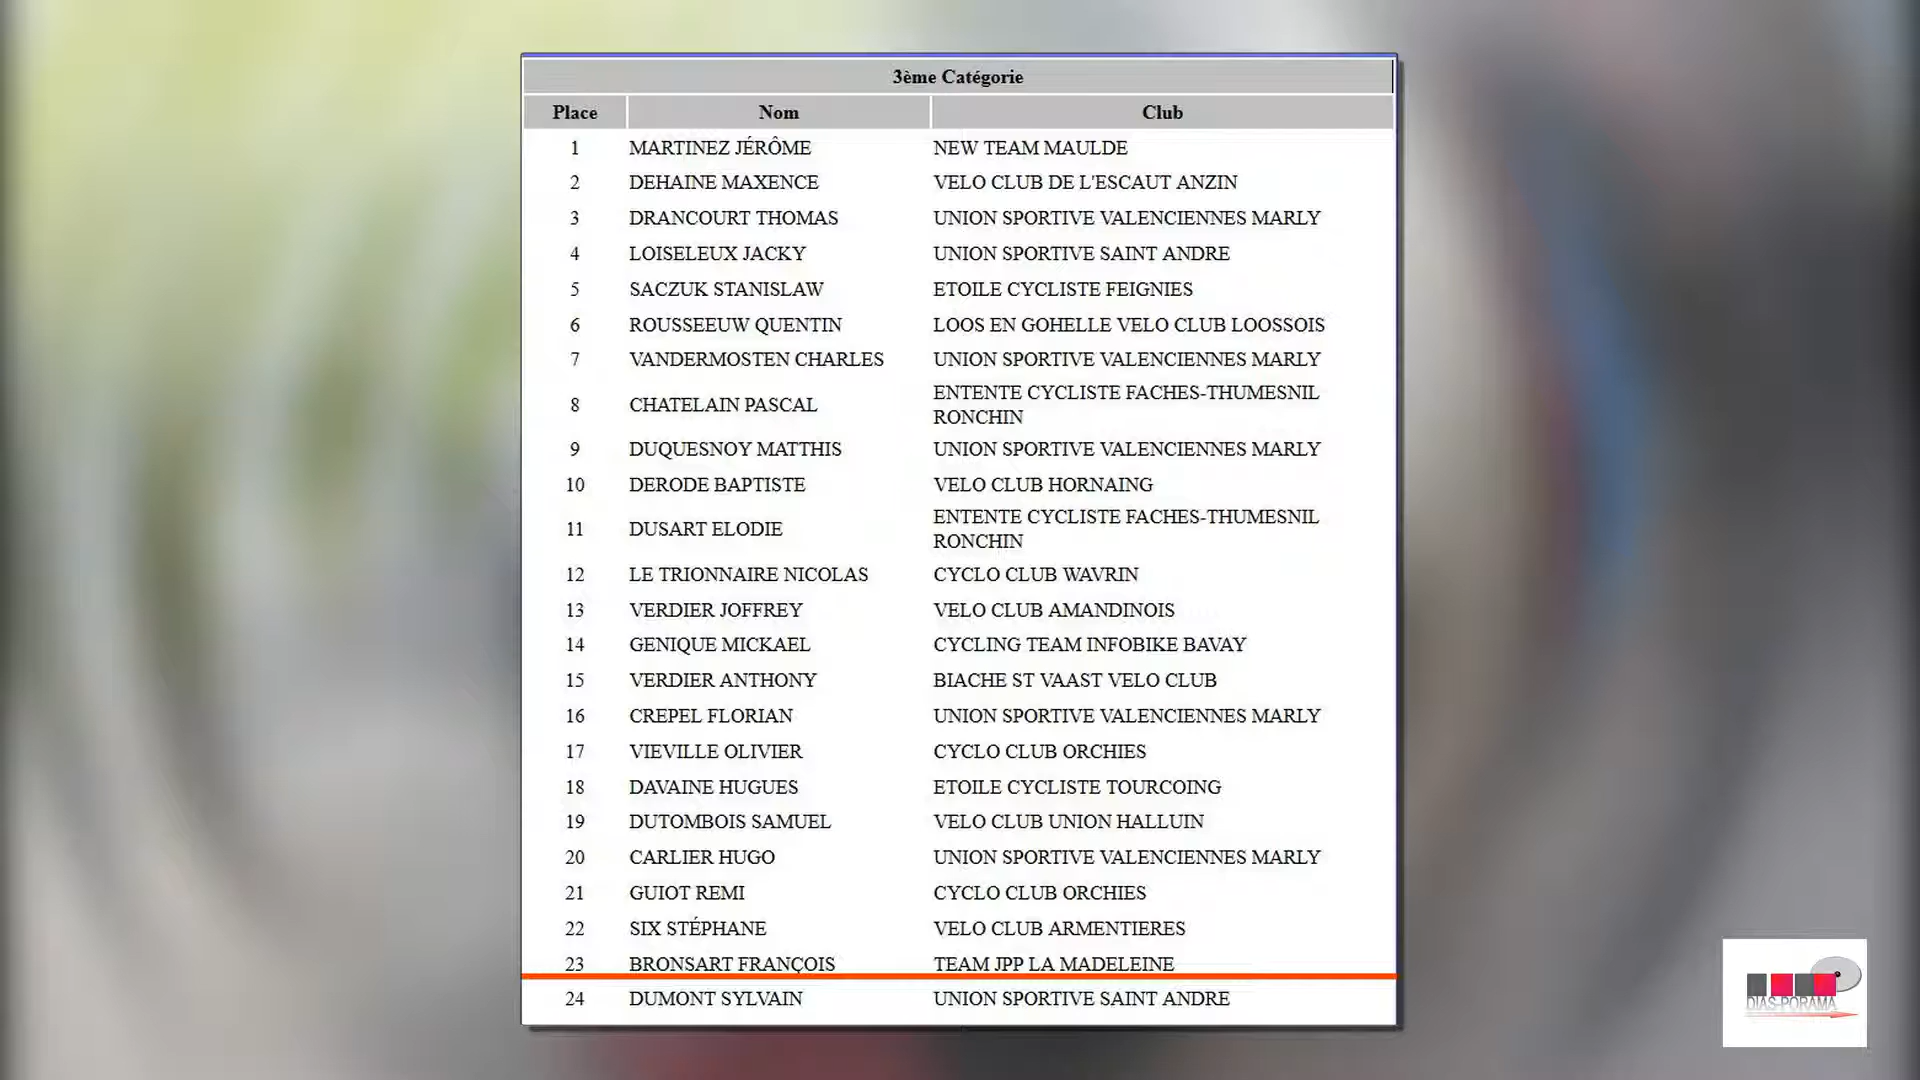 3ème Catégorie
Place Nom Club
1 MARTINEZ JÉRÔME NEW TEAM MAULDE
2 DEHAINE MAXENCE VELO CLUB DE L'ESCAUT ANZIN
3 DRANCOURT THOMAS UNION SPORTIVE VALENCIENNES MARLY
4 LOISELEUX JACKY UNION SPORTIVE SAINT ANDRE
5 SACZUK STANISLAW ETOILE CYCLISTE FEIGNIES
6 ROUSSEEUW QUENTIN LOOS EN GOHELLE VELO CLUB LOOSSOIS
7 VANDERMOSTEN CHARLES UNION SPORTIVE VALENCIENNES MARLY
8 CHATELAIN PASCAL ENTENTE CYCLISTE FACHES-THUMESNIL
RONCHIN
9 DUQUESNOY MATTHIS UNION SPORTIVE VALENCIENNES MARLY
10 DERODE BAPTISTE VELO CLUB HORNAING
11 DUSART ELODIE ENTENTE CYCLISTE FACHES-THUMESNIL
RONCHIN
12 LE TRIONNAIRE NICOLAS CYCLO CLUB WAVRIN
13 VERDIER JOFFREY VELO CLUB AMANDINOIS
14 GENIQUE MICKAEL CYCLING TEAM INFOBIKE BAVAY
15 VERDIER ANTHONY BIACHE ST VAAST VELO CLUB
16 CREPEL FLORIAN UNION SPORTIVE VALENCIENNES MARLY
17 VIEVILLE OLIVIER CYCLO CLUB ORCHIES
18 DAVAINE HUGUES ETOILE CYCLISTE TOURCOING
19 DUTOMBOIS SAMUEL VELO CLUB UNION HALLUIN
20 CARLIER HUGO UNION SPORTIVE VALENCIENNES MARLY
21 GUIOT REMI CYCLO CLUB ORCHIES
22 SIX STÉPHANE VELO CLUB ARMENTIERES
23 BRONSART FRANÇOIS TEAM JPP LA MADELEINE
24 DUMONT SYLVAIN UNION SPORTIVE SAINT ANDRE
DIAS-PORAMA